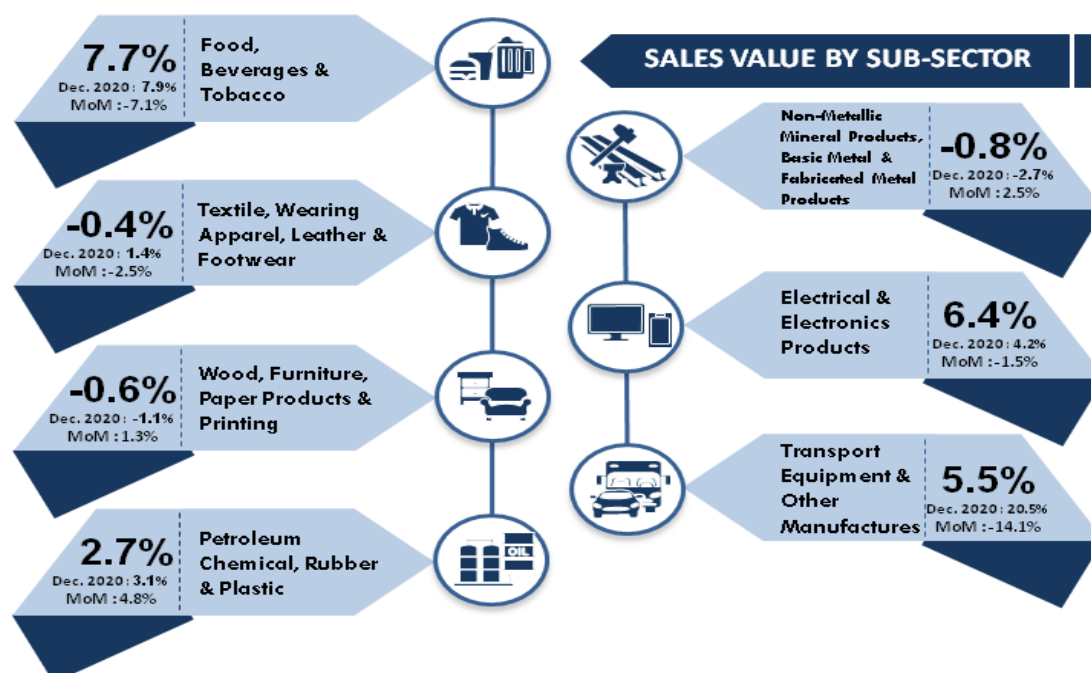 SALES VALUE BY SUB-SECTOR
7.7%
Dec. 2020 : 7.9%
MoM :-7.1%
Food,
Beverages &
Tobacco
-0.4%
Dec. 2020 : 1.4%
MoM :-2.5%
Textile, Wearing
Apparel, Leather &
Footwear
-0.6%
Dec. 2020 : -1.1%
MoM : 1.3%
Wood, Furniture,
Paper Products &
Printing
2.7%
Dec. 2020 : 3.1%
MoM : 4.8%
Petroleum
Chemical, Rubber
& Plastic
OIL
Non-Metallic
Mineral Products,
Basic Metal &
Fabricated Metal
Products
-0.8%
Dec. 2020 : -2.7%
MoM : 2.5%
Electrical &
Electronics
Products
6.4%
Dec. 2020 : 4.2%
MoM :-1.5%
Transport
Equipment &
Other
Manufactures
5.5%
Dec. 2020 : 20.5%
MoM :-14.1%